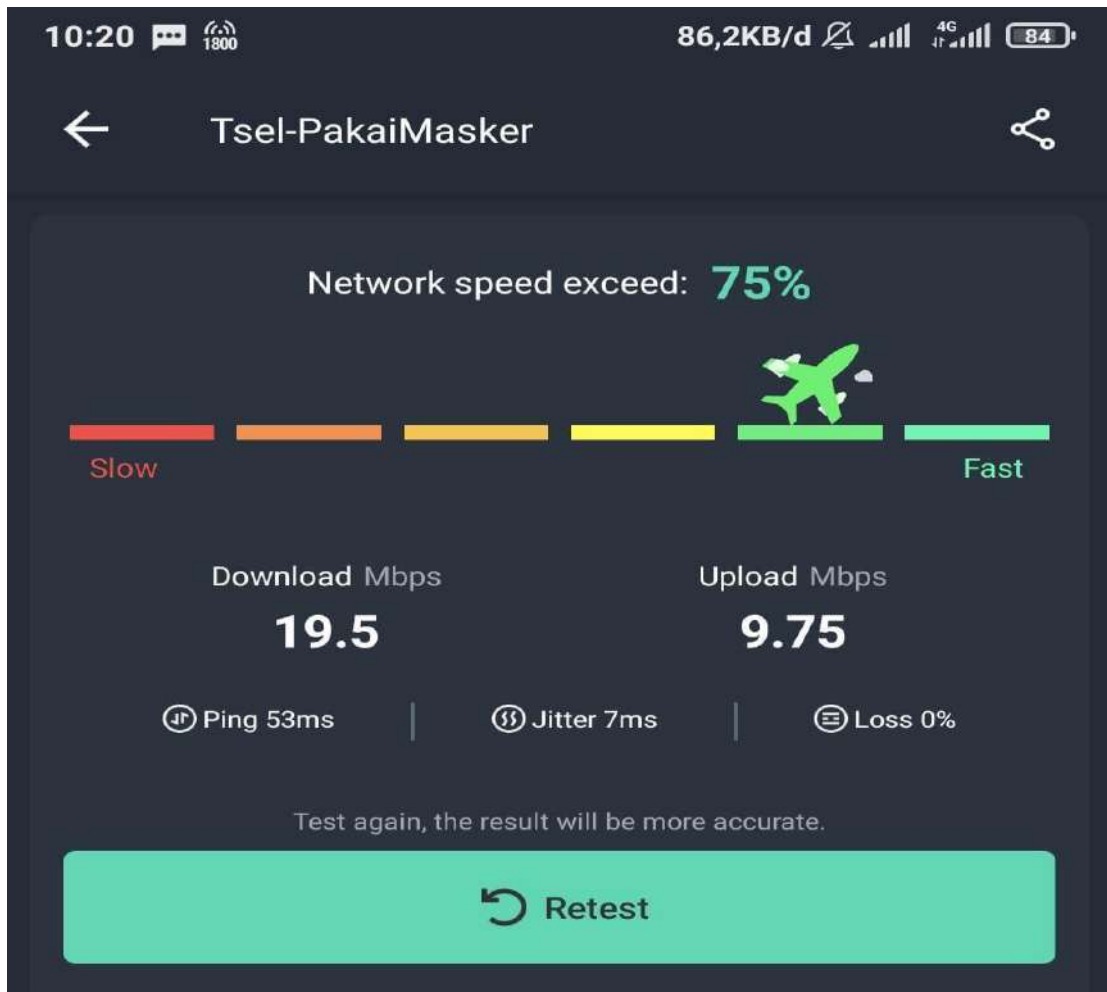 10:20 1800 86,2KB/d 4G 84
Tsel-PakaiMasker
Network speed exceed: 75%
Slow Fast
Download Mbps Upload Mbps
19.5 9.75
Ping 53ms Jitter 7ms Loss 0%
Test again, the result will be more accurate.
Retest